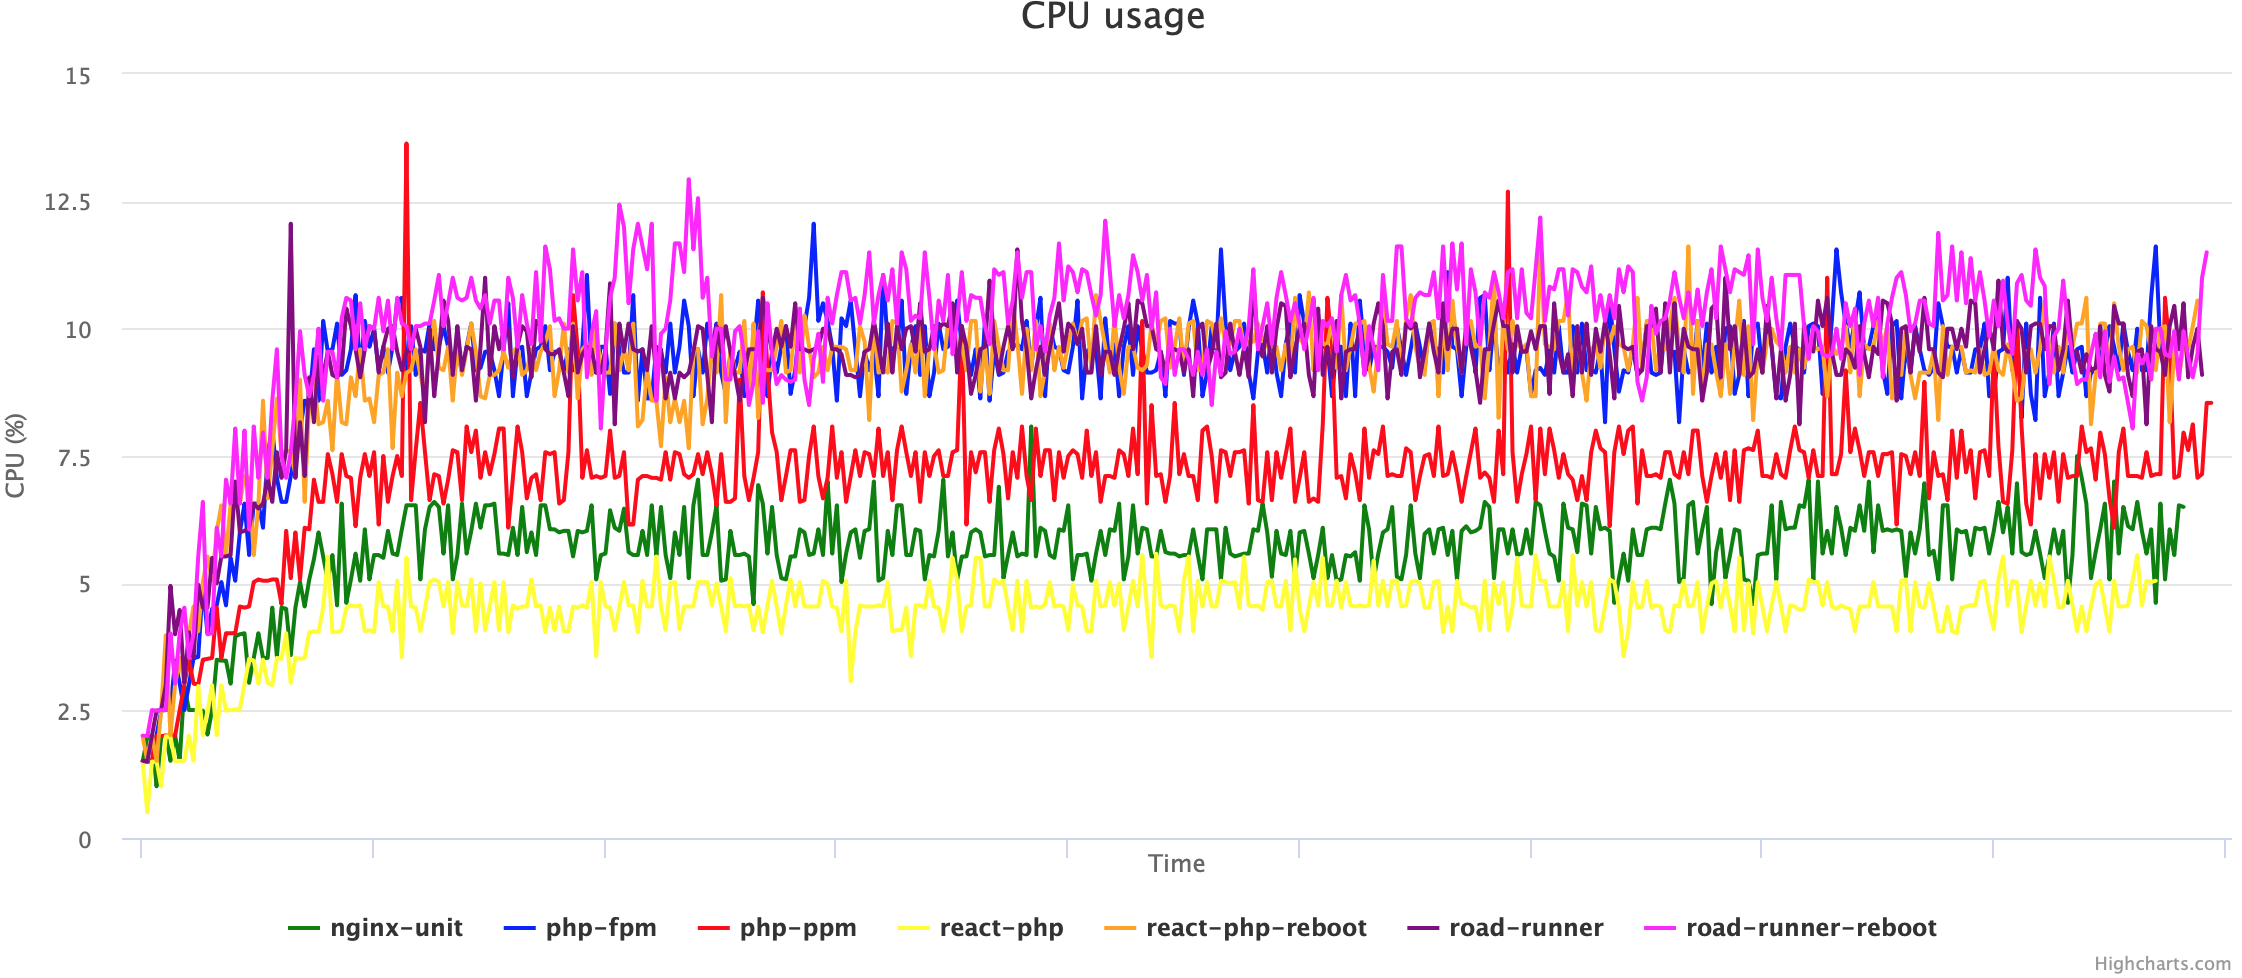 CPU usage
15
12.5
10
7.5
5
2.5
0
CPU (%)
Time
nginx-unit php-fpm php-ppm react-php react-php-reboot road-runner road-runner-reboot
Highcharts.com